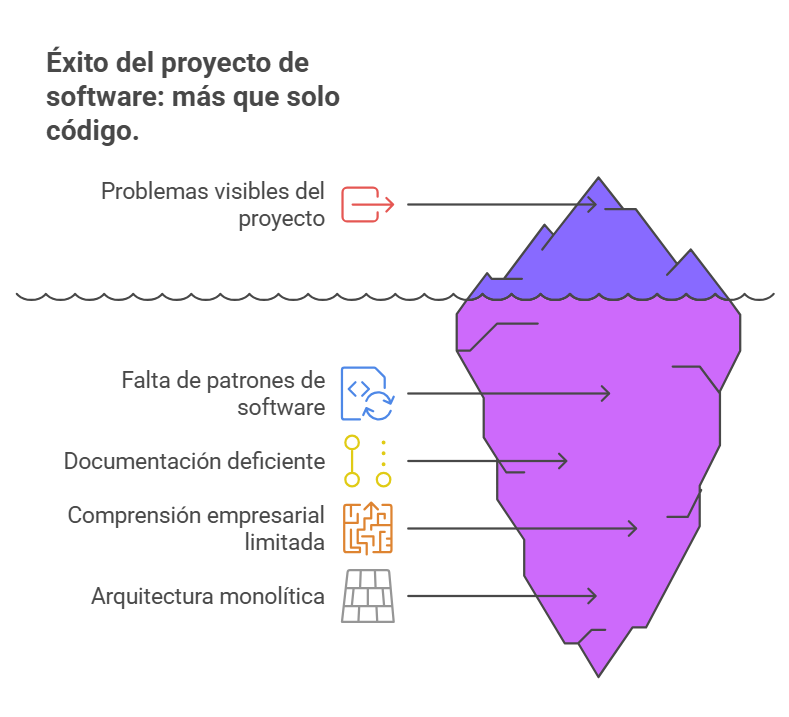 Éxito del proyecto de
software: más que solo
código.
Problemas visibles del
proyecto
Falta de patrones de
software
Documentación deficiente
Comprensión empresarial
limitada
Arquitectura monolítica